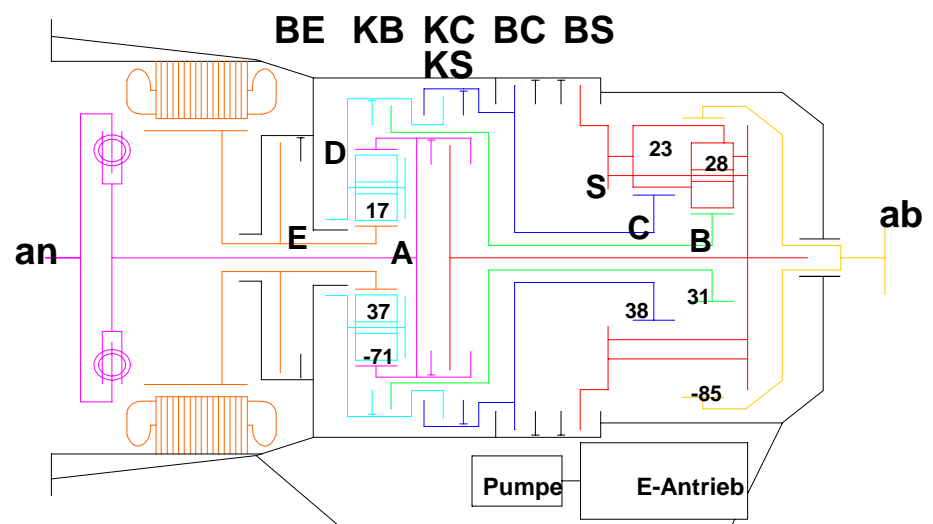 BE KB KC BC BS
KS
D
23
28
S
17
ab
C
B
E
an
A
31
37
38
-71
-85
Pumpe
E-Antrieb